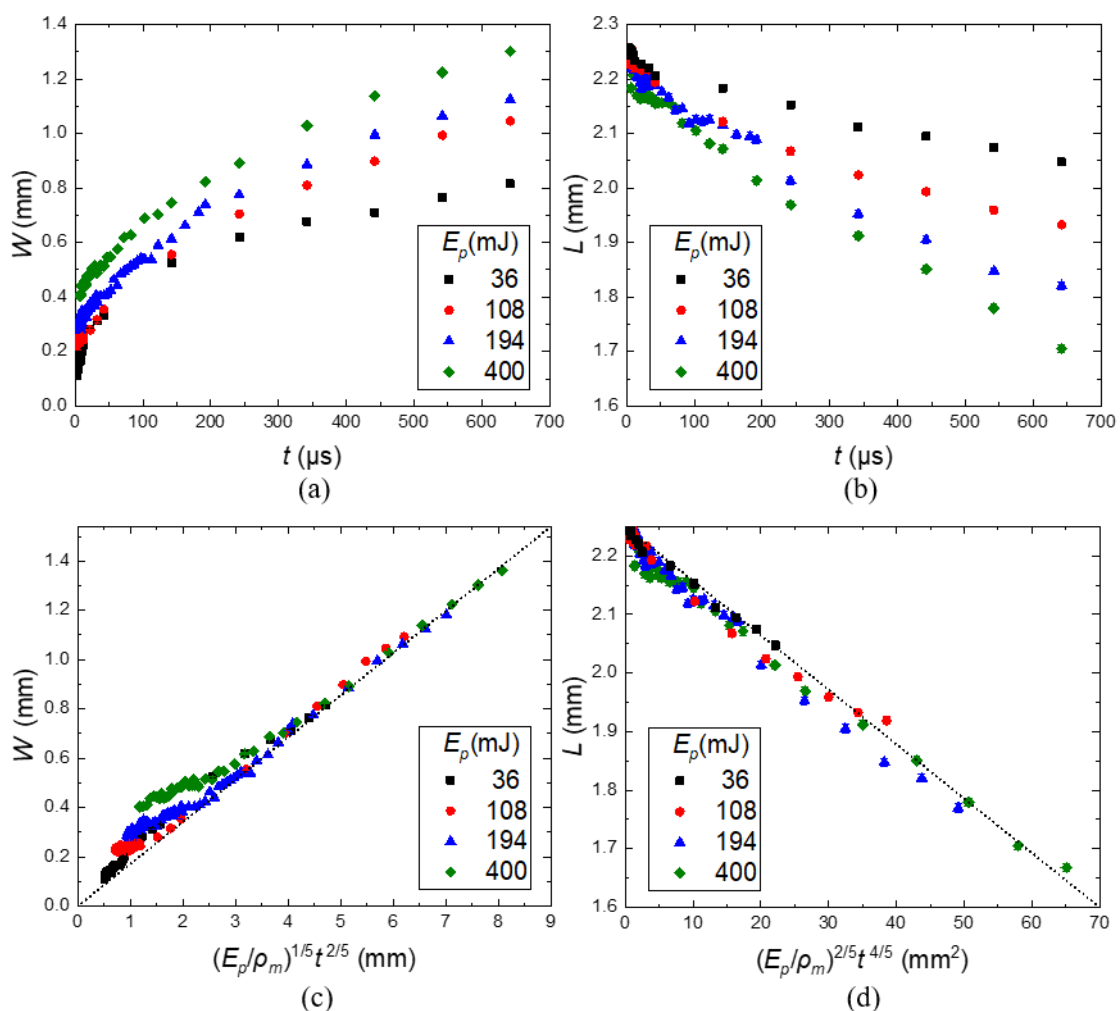 1.4
1.2
1.0
0.8
0.6
0.4
0.2
0.0
W (mm)
0 100 200 300 400 500 600 700
t (µs)
Eₚ(mJ)
36
108
194
400
(a)
2.3
2.2
2.1
2.0
1.9
1.8
1.7
1.6
L (mm)
0 100 200 300 400 500 600 700
t (µs)
Eₚ(mJ)
36
108
194
400
(b)
1.4
1.2
1.0
0.8
0.6
0.4
0.2
0.0
W (mm)
0 1 2 3 4 5 6 7 8 9
(Eₚ/ρₘ)¹ᐟ⁵t²ᐟ⁵ (mm)
Eₚ(mJ)
36
108
194
400
(c)
2.2
2.1
2.0
1.9
1.8
1.7
1.6
L (mm)
0 10 20 30 40 50 60 70
(Eₚ/ρₘ)²ᐟ⁵t⁴ᐟ⁵ (mm²)
Eₚ(mJ)
36
108
194
400
(d)